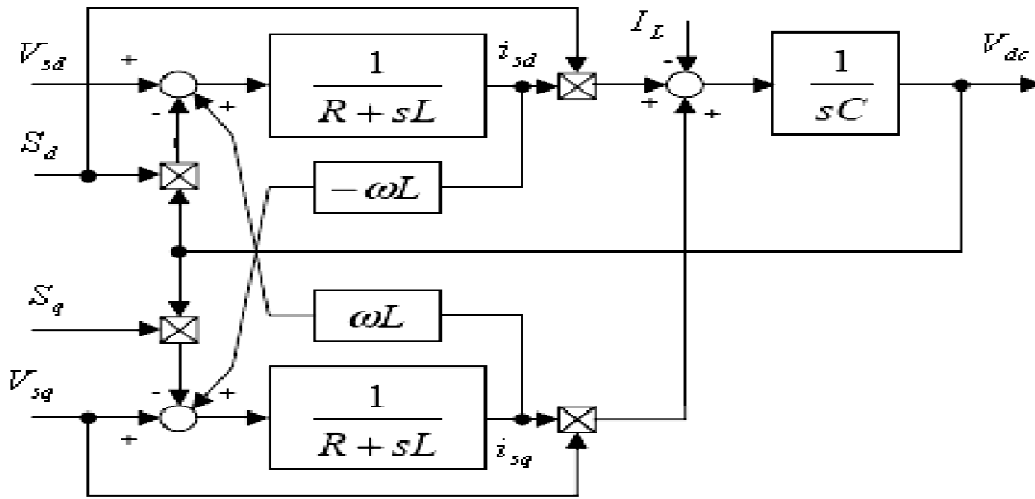 V_sd
+
-
+
S_d
1
R + sL
i_sd
I_L
-
+
+
1
sC
V_dc
-ωL
S_q
ωL
V_sq
-
+
+
1
R + sL
i_sq